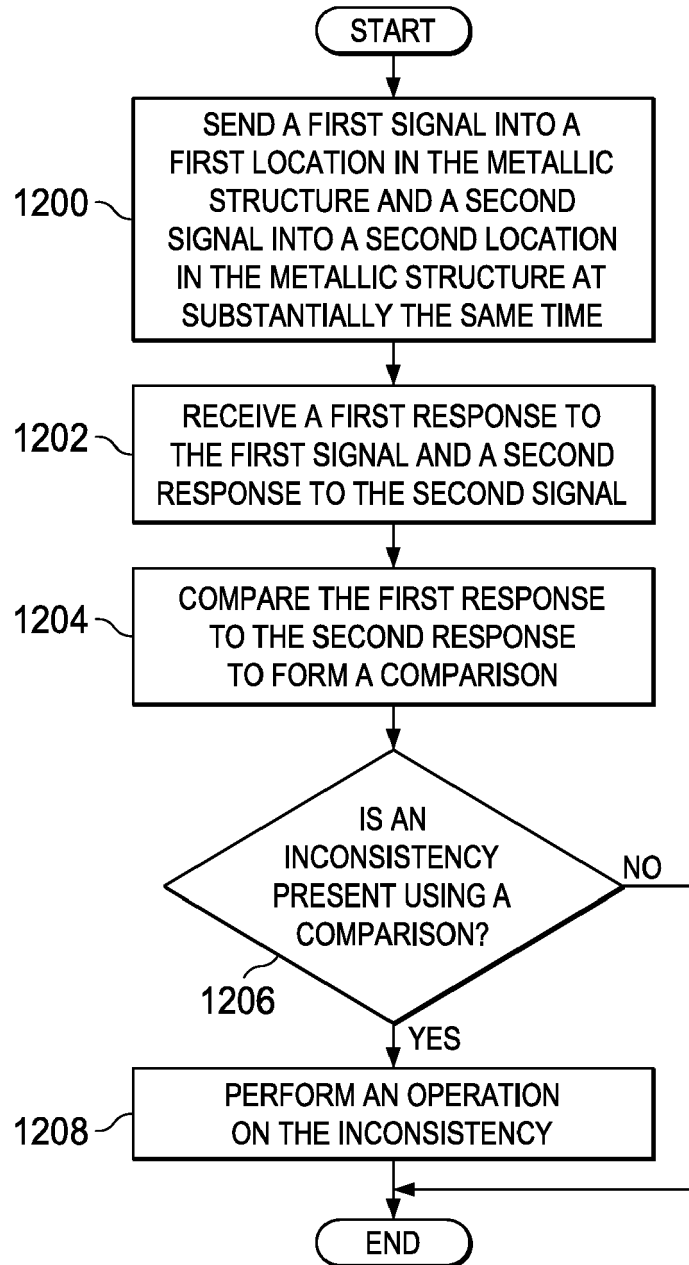 START
1200
SEND A FIRST SIGNAL INTO A
FIRST LOCATION IN THE METALLIC
STRUCTURE AND A SECOND
SIGNAL INTO A SECOND LOCATION
IN THE METALLIC STRUCTURE AT
SUBSTANTIALLY THE SAME TIME
1202
RECEIVE A FIRST RESPONSE TO
THE FIRST SIGNAL AND A SECOND
RESPONSE TO THE SECOND SIGNAL
1204
COMPARE THE FIRST RESPONSE
TO THE SECOND RESPONSE
TO FORM A COMPARISON
IS AN
INCONSISTENCY
PRESENT USING A
COMPARISON?
NO
1206
YES
1208
PERFORM AN OPERATION
ON THE INCONSISTENCY
END